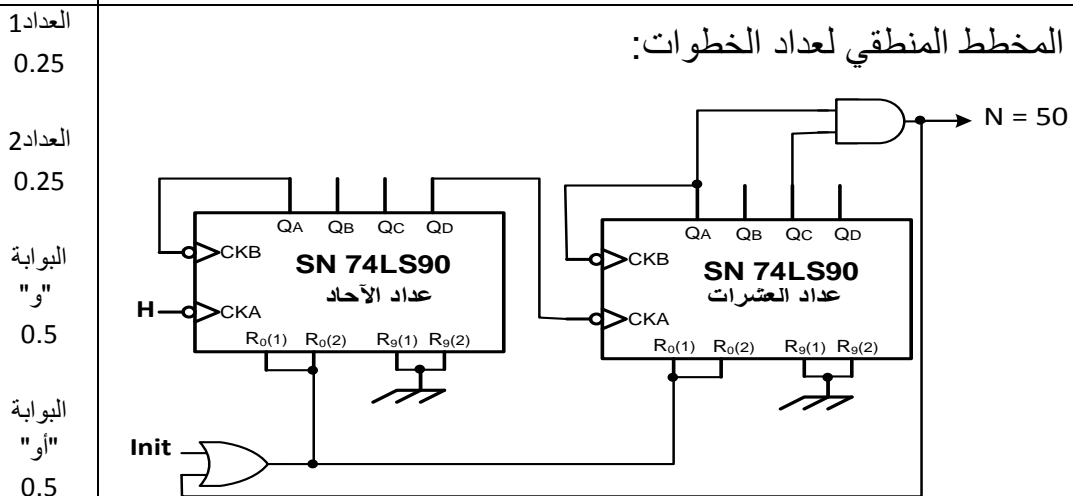 المخطط المنطقي لعداد الخطوات:
العداد1
0.25
العداد2
0.25
البوابة
"و"
0.5
البوابة
"أو"
0.5
N = 50
QA QB QC QD
CKB
SN 74LS90
عداد الآحاد
H
CKA
R0(1) R0(2) R9(1) R9(2)
QA QB QC QD
CKB
SN 74LS90
عداد العشرات
CKA
R0(1) R0(2) R9(1) R9(2)
Init